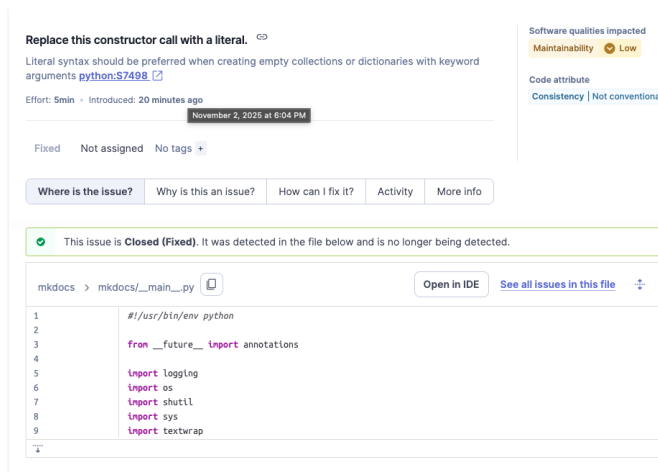 Replace this constructor call with a literal.
Literal syntax should be preferred when creating empty collections or dictionaries with keyword
arguments python:S7498
Effort: 5min • Introduced: 20 minutes ago
November 2, 2025 at 6:04 PM
Fixed Not assigned No tags +
Software qualities impacted
Maintainability Low
Code attribute
Consistency | Not conventiona
Where is the issue? Why is this an issue? How can I fix it? Activity More info
This issue is Closed (Fixed). It was detected in the file below and is no longer being detected.
mkdocs > mkdocs/__main__.py Open in IDE See all issues in this file
1 #!/usr/bin/env python
2
3 from __future__ import annotations
4
5 import logging
6 import os
7 import shutil
8 import sys
9 import textwrap